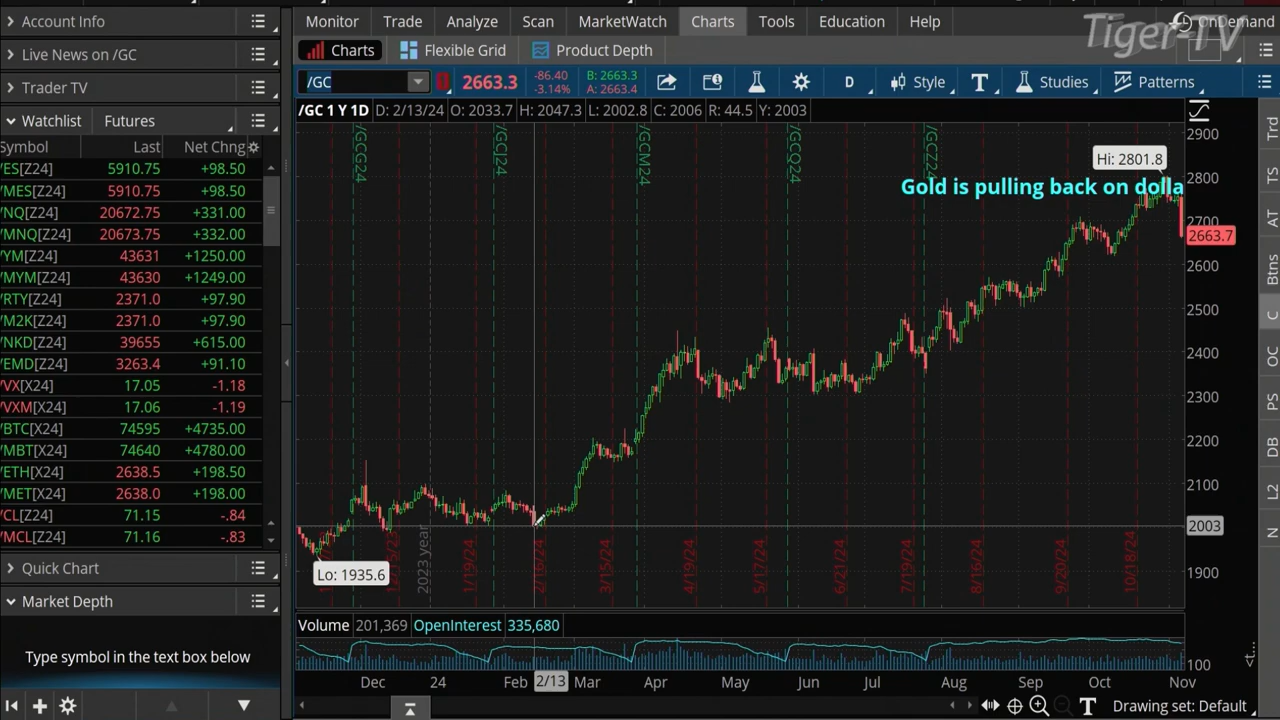 Account Info
Live News on /GC
Trader TV
Watchlist Futures
Symbol Last Net Chng
/ES[Z24] 5910.75 +98.50
/MES[Z24] 5910.75 +98.50
/NQ[Z24] 20672.75 +331.00
/MNQ[Z24] 20673.75 +332.00
/YM[Z24] 43631 +1250.00
/MYM[Z24] 43630 +1249.00
/RTY[Z24] 2371.0 +97.90
/M2K[Z24] 2371.0 +97.90
/NKD[Z24] 39655 +615.00
/EMD[Z24] 3263.4 +91.10
/VX[X24] 17.05 -1.18
/VXM[X24] 17.06 -1.19
/BTC[X24] 74595 +4735.00
/MBT[X24] 74640 +4780.00
/ETH[X24] 2638.5 +198.50
/MET[X24] 2638.0 +198.00
/CL[Z24] 71.15 -.84
/MCL[Z24] 71.16 -.83
Quick Chart
Market Depth
Type symbol in the text box below
Monitor Trade Analyze Scan MarketWatch Charts Tools Education Help
OnDemand
Tiger-TV
Charts Flexible Grid Product Depth
/GC 2663.3 -86.40 B: 2663.3
-3.14% A: 2663.4
D Style T Studies Patterns
/GC 1 Y 1D D: 2/13/24 O: 2033.7 H: 2047.3 L: 2002.8 C: 2006 R: 44.5 Y: 2003
/GCG24 /GCJ24 /GCM24 /GCQ24 /GCZ24
Hi: 2801.8
Gold is pulling back on dolla
2900
2800
2700
2663.7
2600
2500
2400
2300
2200
2100
2003
1900
Lo: 1935.6
12/15/23 2023 year 1/19/24 2/16/24 3/15/24 4/19/24 5/17/24 6/21/24 7/19/24 8/16/24 9/20/24 10/18/24
Volume 201,369 OpenInterest 335,680
100
Dec 24 Feb 2/13 Mar Apr May Jun Jul Aug Sep Oct Nov
T Drawing set: Default
Trd
TS
AT
Btns
C
OC
PS
DB
L2
N